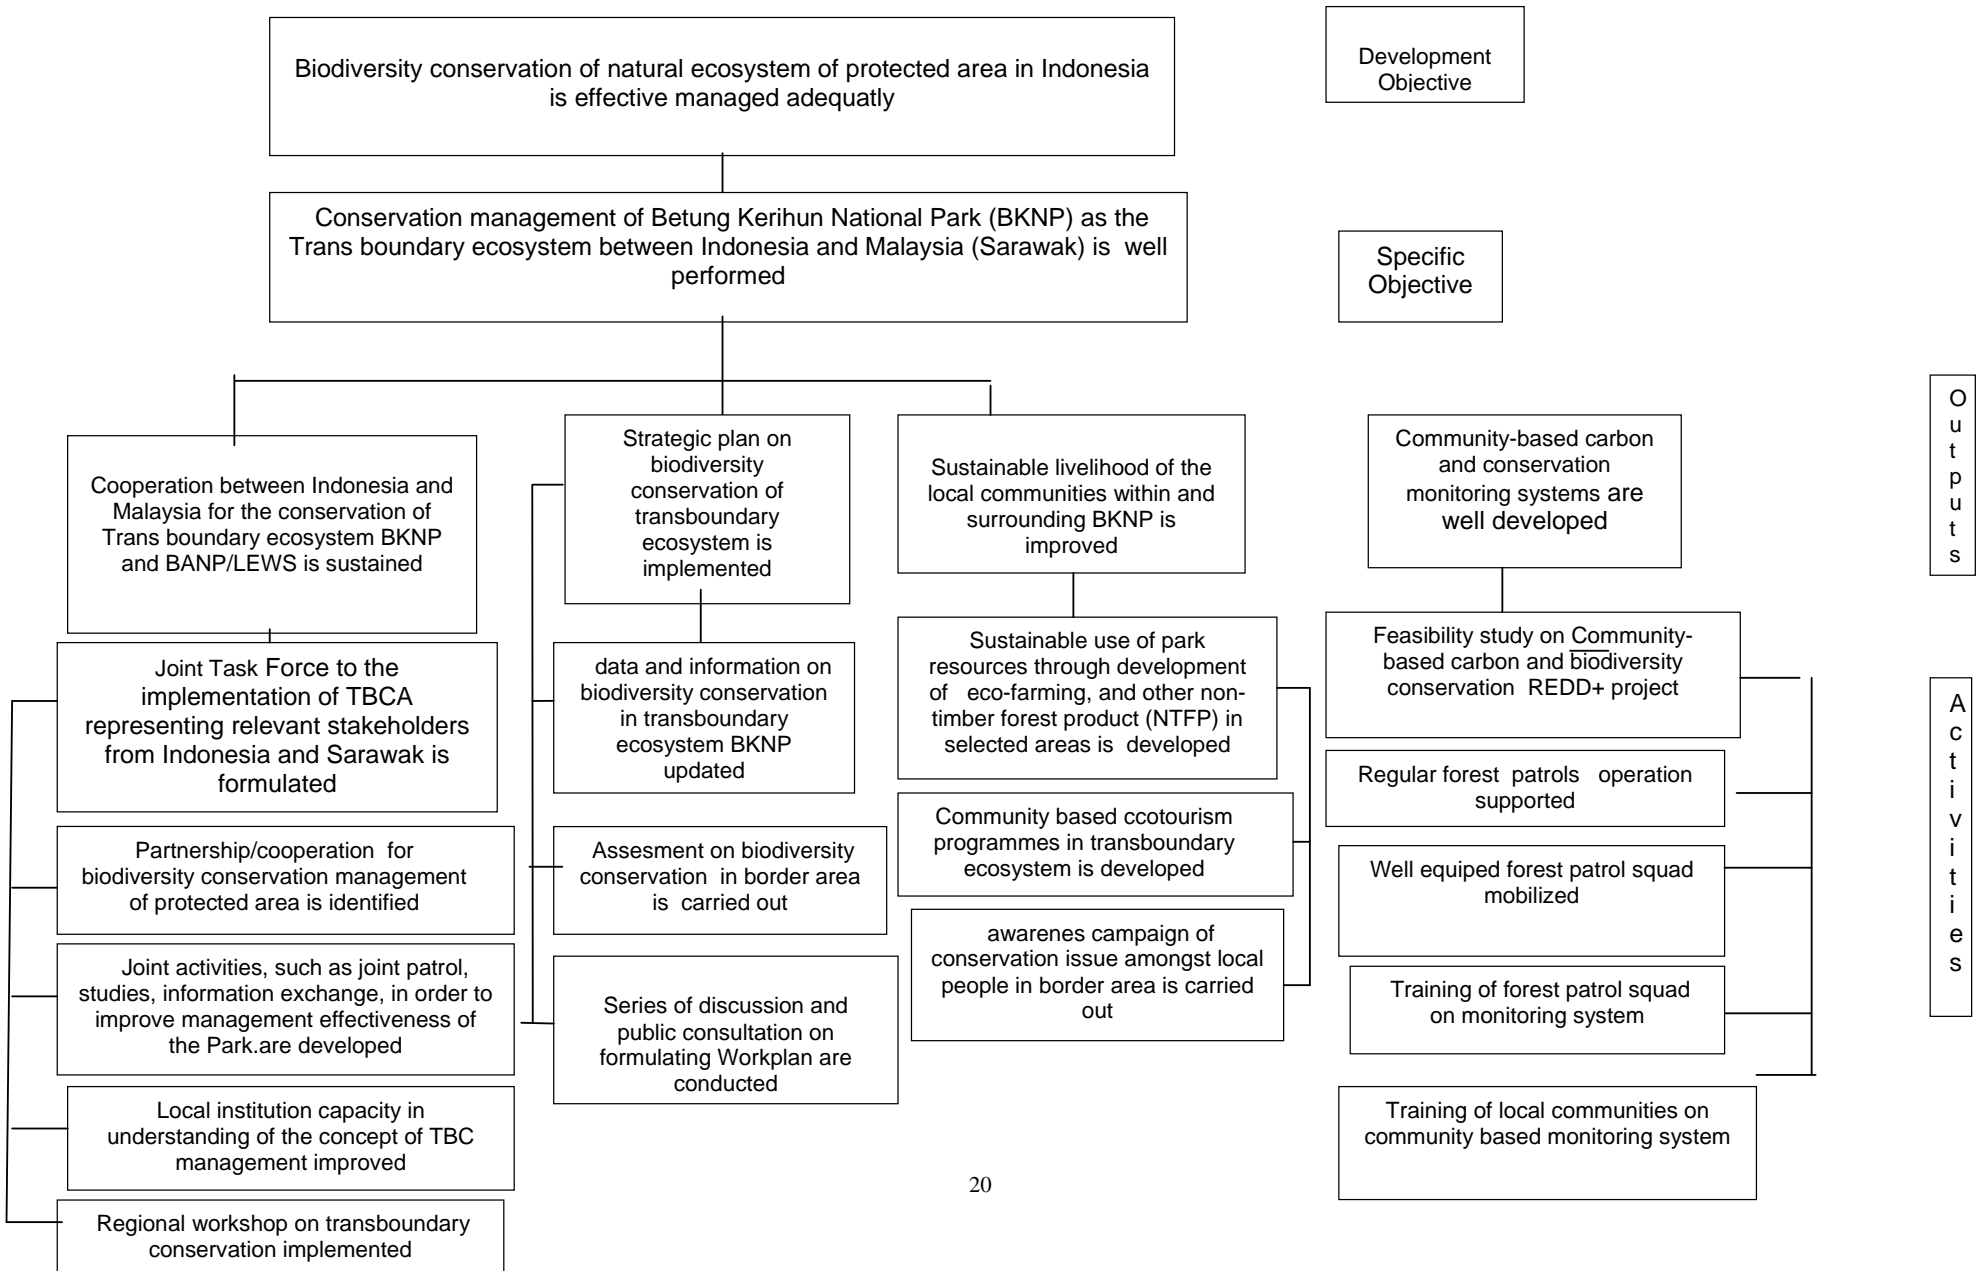 Biodiversity conservation of natural ecosystem of protected area in Indonesia
is effective managed adequatly
Development
Objective
Conservation management of Betung Kerihun National Park (BKNP) as the
Trans boundary ecosystem between Indonesia and Malaysia (Sarawak) is well
performed
Specific
Objective
Cooperation between Indonesia and
Malaysia for the conservation of
Trans boundary ecosystem BKNP
and BANP/LEWS is sustained
Strategic plan on
biodiversity
conservation of
transboundary
ecosystem is
implemented
Sustainable livelihood of the
local communities within and
surrounding BKNP is
improved
Community-based carbon
and conservation
monitoring systems are
well developed
O
u
t
p
u
t
s
Joint Task Force to the
implementation of TBCA
representing relevant stakeholders
from Indonesia and Sarawak is
formulated
Partnership/cooperation for
biodiversity conservation management
of protected area is identified
Joint activities, such as joint patrol,
studies, information exchange, in order to
improve management effectiveness of
the Park.are developed
Local institution capacity in
understanding of the concept of TBC
management improved
Regional workshop on transboundary
conservation implemented
data and information on
biodiversity conservation
in transboundary
ecosystem BKNP
updated
Assesment on biodiversity
conservation in border area
is carried out
Series of discussion and
public consultation on
formulating Workplan are
conducted
Sustainable use of park
resources through development
of eco-farming, and other non-
timber forest product (NTFP) in
selected areas is developed
Community based ccotourism
programmes in transboundary
ecosystem is developed
awarenes campaign of
conservation issue amongst local
people in border area is carried
out
Feasibility study on Community-
based carbon and biodiversity
conservation REDD+ project
Regular forest patrols operation
supported
Well equiped forest patrol squad
mobilized
Training of forest patrol squad
on monitoring system
Training of local communities on
community based monitoring system
A
c
t
i
v
i
t
i
e
s
20